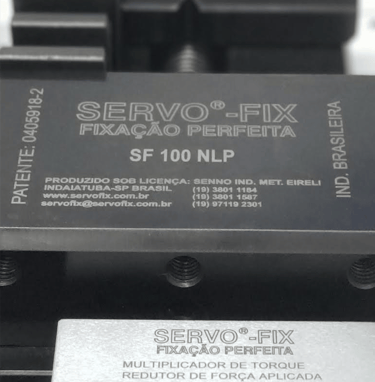 PATENTE: 0405918-2
SERVO®-FIX
FIXAÇÃO PERFEITA
SF 100 NLP
PRODUZIDO SOB LICENÇA: SENNO IND. MET. EIRELI
INDAIATUBA-SP BRASIL (19) 3801 1184
www.servofix.com.br (19) 3801 1587
servofix@servofix.com.br (19) 97119 2301
IND. BRASILEIRA
SERVO®-FIX
FIXAÇÃO PERFEITA
MULTIPLICADOR DE TORQUE
REDUTOR DE FORÇA APLICADA